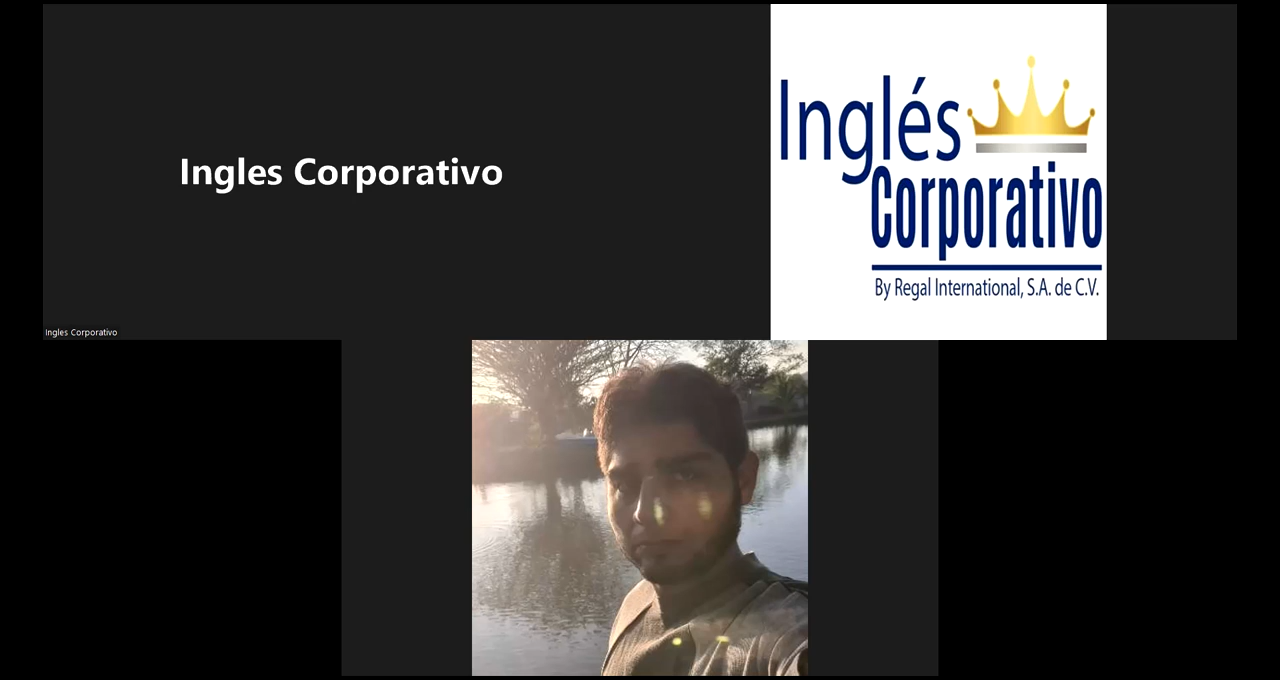 Ingles Corporativo
Ingles Corporativo
Inglés
Corporativo
By Regal International, S.A. de C.V.